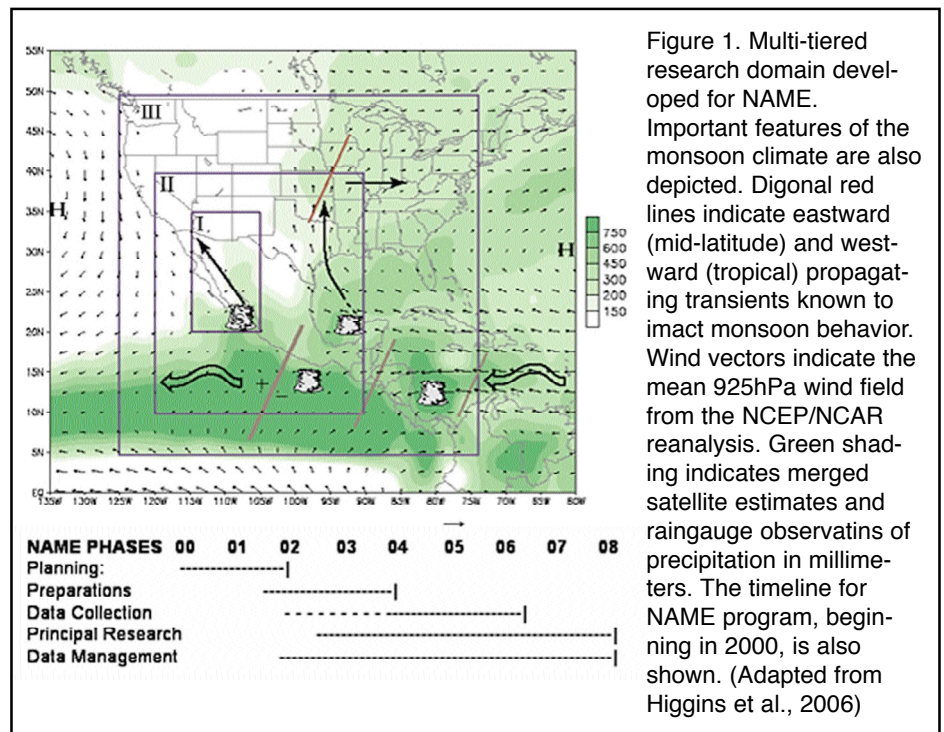 55N
50N
45N
40N
35N
30N
25N
20N
15N
10N
5N
EQ
135W 130W 125W 120W 115W 110W 105W 100W 95W 90W 85W 80W 75W 70W 65W 60W
III
II
I
H
H
+
−
−
750
600
450
300
200
150
NAME PHASES 00 01 02 03 04 05 06 07 08
Planning:
Preparations
Data Collection
Principal Research
Data Management
Figure 1. Multi-tiered
research domain devel-
oped for NAME.
Important features of the
monsoon climate are also
depicted. Digonal red
lines indicate eastward
(mid-latitude) and west-
ward (tropical) propagat-
ing transients known to
imact monsoon behavior.
Wind vectors indicate the
mean 925hPa wind field
from the NCEP/NCAR
reanalysis. Green shad-
ing indicates merged
satellite estimates and
raingauge observatins of
precipitation in millime-
ters. The timeline for
NAME program, begin-
ning in 2000, is also
shown. (Adapted from
Higgins et al., 2006)